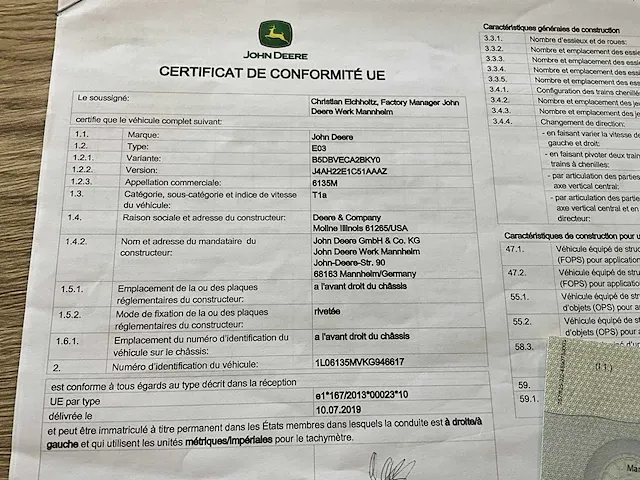 JOHN DEERE
CERTIFICAT DE CONFORMITÉ UE
Le soussigné: Christian Eichholtz, Factory Manager John
Deere Werk Mannheim
certifie que le véhicule complet suivant:
1.1. Marque: John Deere
1.2. Type: E03
1.2.1. Variante: B5DBVECA2BKY0
1.2.2. Version: J4AH22E1C51AAAZ
1.2.3. Appellation commerciale: 6135M
1.3. Catégorie, sous-catégorie et indice de vitesse T1a
du véhicule:
1.4. Raison sociale et adresse du constructeur: Deere & Company
Moline Illinois 61265/USA
1.4.2. Nom et adresse du mandataire du John Deere GmbH & Co. KG
constructeur: John Deere Werk Mannheim
John-Deere-Str. 90
68163 Mannheim/Germany
1.5.1. Emplacement de la ou des plaques a l'avant droit du châssis
réglementaires du constructeur:
1.5.2. Mode de fixation de la ou des plaques rivetée
réglementaires du constructeur:
1.6.1. Emplacement du numéro d'identification du a l'avant droit du châssis
véhicule sur le châssis:
2. Numéro d'identification du véhicule: 1L06135MVKG946617
est conforme à tous égards au type décrit dans la réception
UE par type e1*167/2013*00023*10
délivrée le 10.07.2019
et peut être immatriculé à titre permanent dans les États membres dans lesquels la conduite est à droite/à
gauche et qui utilisent les unités métriques/impériales pour le tachymètre.
Caractéristiques générales de construction
3.3.1. Nombre d'essieux et de roues:
3.3.2. Nombre et emplacement des essie
3.3.3. Nombre et emplacement des essi
3.3.4. Nombre et emplacement des essi
3.3.5. Nombre et emplacement des essi
3.4.1. Configuration des trains chenillé
3.4.2. Nombre et emplacement des je
3.4.3. Nombre et emplacement des je
3.4.4. Changement de direction:
- en faisant varier la vitesse d
gauche et droit:
- en faisant pivoter deux train
trains à chenilles:
- par articulation des parties
axe vertical central:
- par articulation des parties
axe vertical central et en
directeur:
Caractéristiques de construction pour u
47.1. Véhicule équipé de struc
(FOPS) pour application
47.2. Véhicule équipé de struc
(FOPS) pour application
55.1. Véhicule équipé de str
d'objets (OPS) pour a
55.2. Véhicule équipé de str
d'objets (OPS) pour a
58.3.
59.
59.1.
(I.1)
Mar